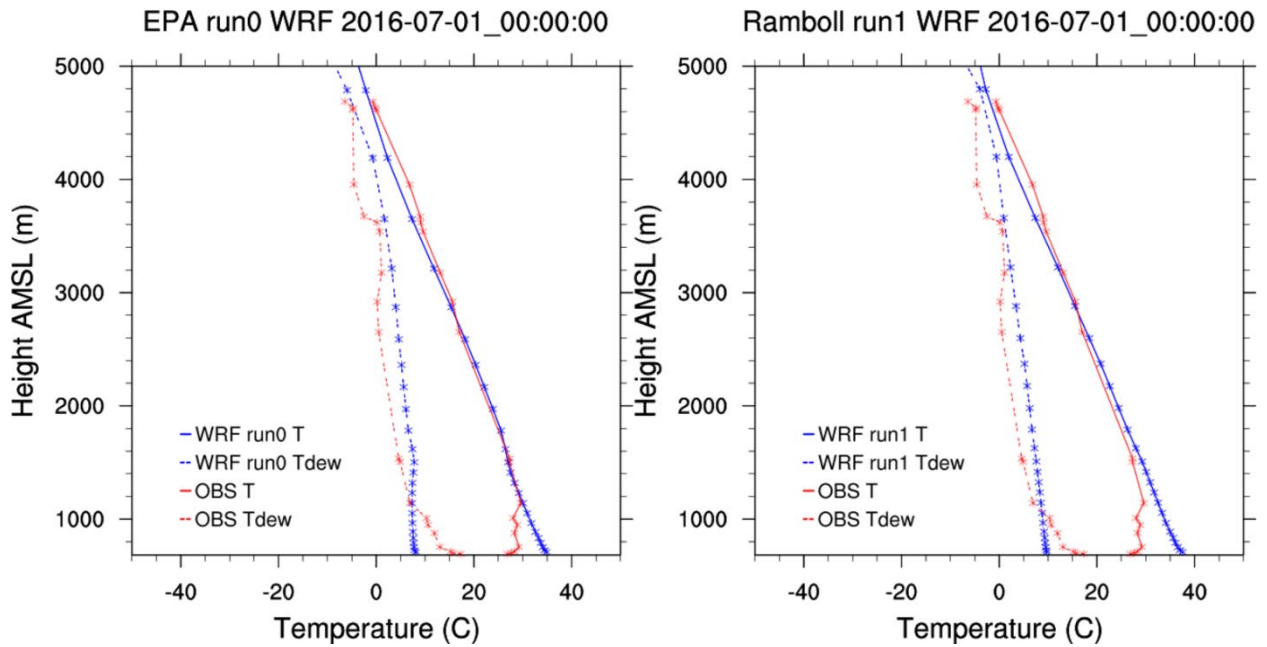 EPA run0 WRF 2016-07-01_00:00:00
5000
4000
3000
2000
1000
Height AMSL (m)
WRF run0 T
WRF run0 Tdew
OBS T
OBS Tdew
-40 -20 0 20 40
Temperature (C)
Ramboll run1 WRF 2016-07-01_00:00:00
5000
4000
3000
2000
1000
Height AMSL (m)
WRF run1 T
WRF run1 Tdew
OBS T
OBS Tdew
-40 -20 0 20 40
Temperature (C)